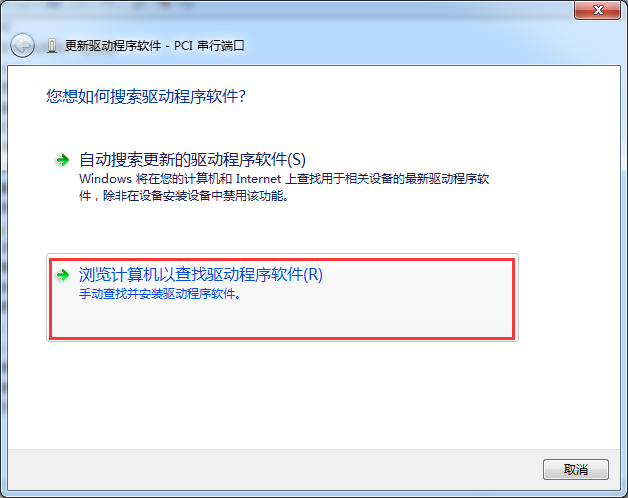 更新驱动程序软件 - PCI 串行端口
您想如何搜索驱动程序软件?
自动搜索更新的驱动程序软件(S)
Windows 将在您的计算机和 Internet 上查找用于相关设备的最新驱动程序软
件，除非在设备安装设备中禁用该功能。
浏览计算机以查找驱动程序软件(R)
手动查找并安装驱动程序软件。
取消